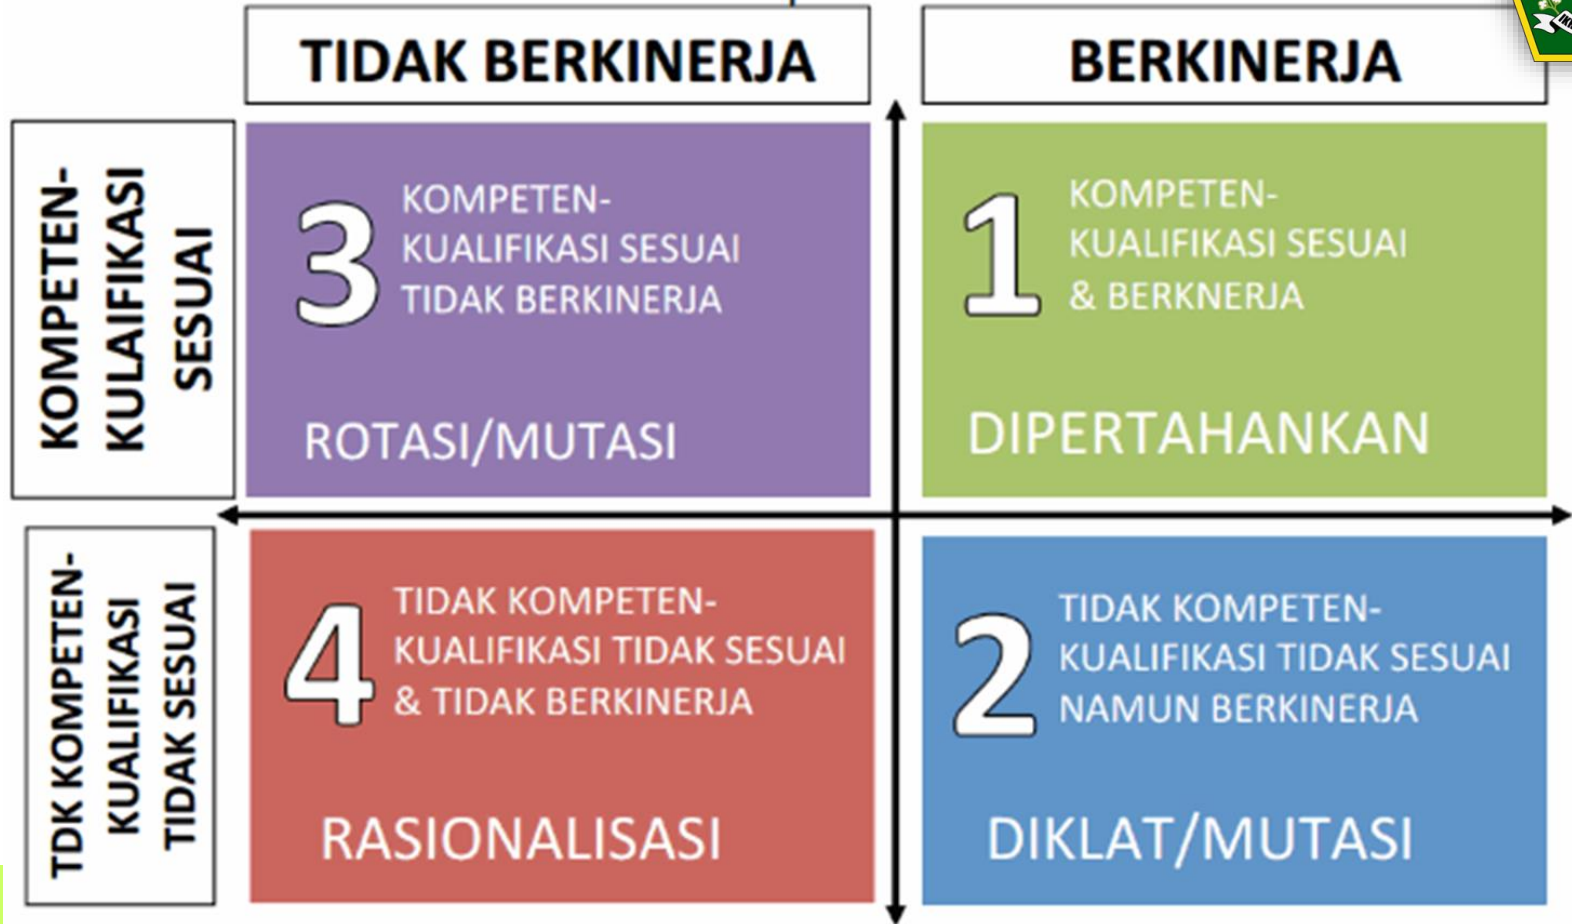 TIDAK BERKINERJA
BERKINERJA
KOMPETEN-
KULAIFIKASI
SESUAI
3
KOMPETEN-
KUALIFIKASI SESUAI
TIDAK BERKINERJA
ROTASI/MUTASI
1
KOMPETEN-
KUALIFIKASI SESUAI
& BERKNERJA
DIPERTAHANKAN
TDK KOMPETEN-
KUALIFIKASI
TIDAK SESUAI
4
TIDAK KOMPETEN-
KUALIFIKASI TIDAK SESUAI
& TIDAK BERKINERJA
RASIONALISASI
2
TIDAK KOMPETEN-
KUALIFIKASI TIDAK SESUAI
NAMUN BERKINERJA
DIKLAT/MUTASI